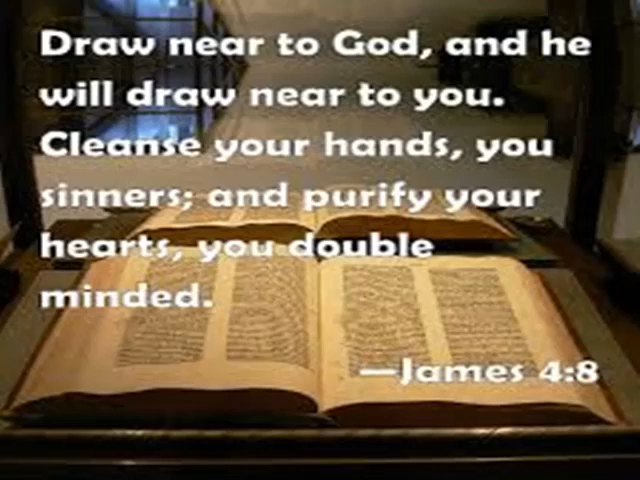 Draw near to God, and he
will draw near to you.
Cleanse your hands, you
sinners; and purify your
hearts, you double
minded.
—James 4:8